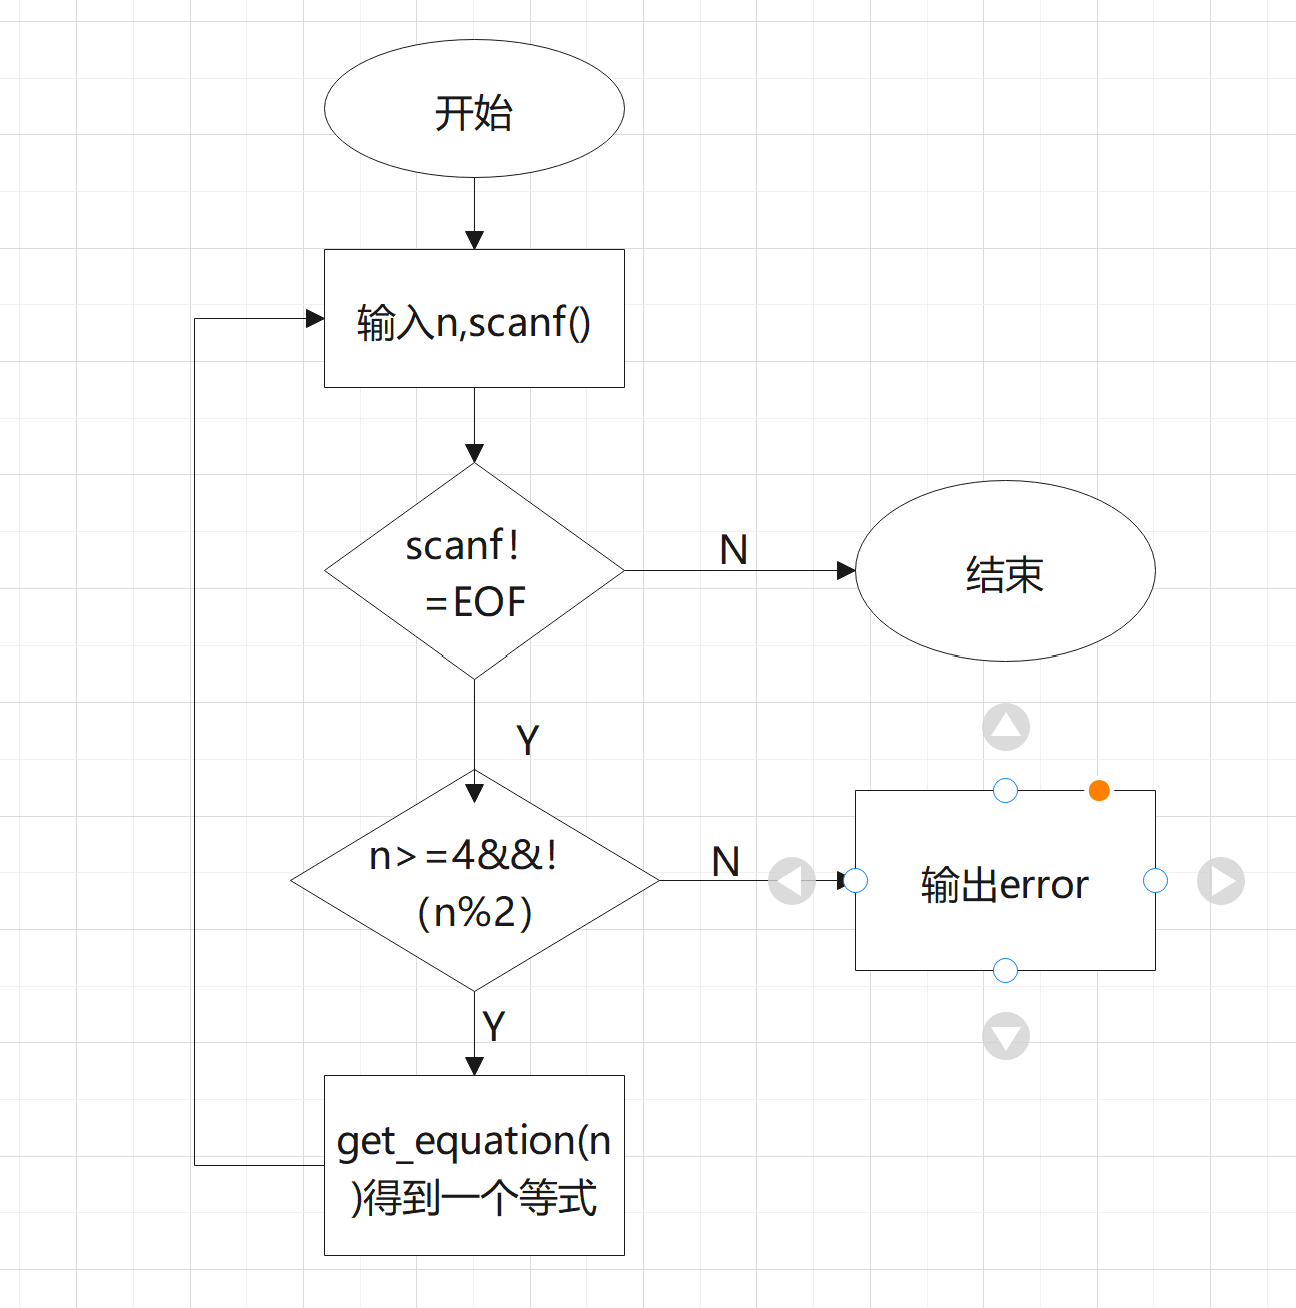 开始
输入n,scanf()
scanf!
=EOF
N
结束
Y
n>=4&&!
(n%2)
N
输出error
Y
get_equation(n
)得到一个等式